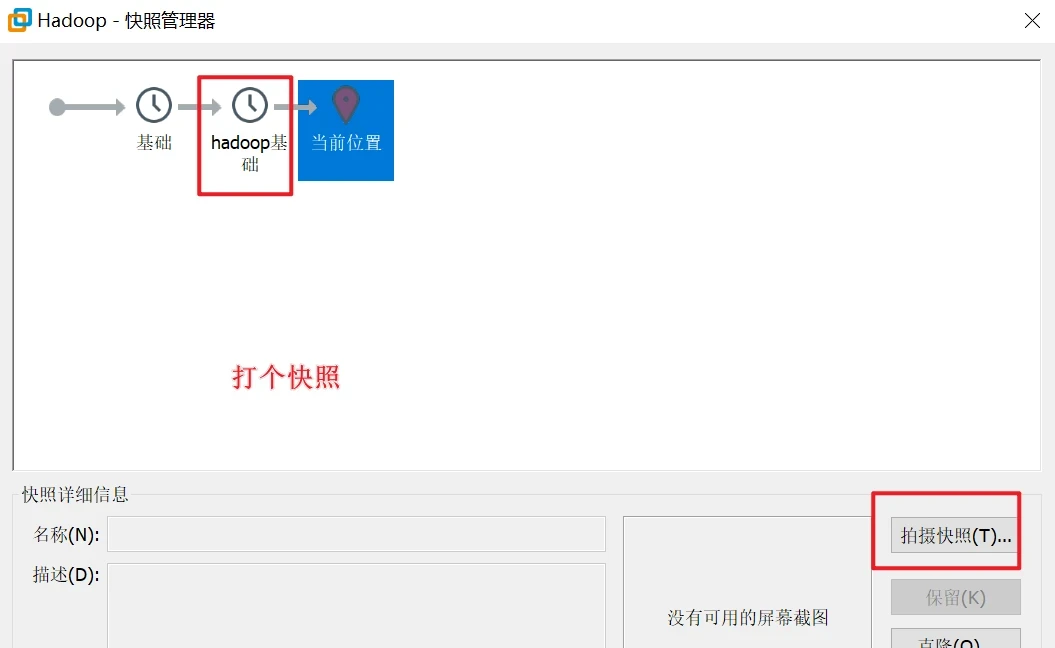 Hadoop - 快照管理器
基础
hadoop基
础
当前位置
打个快照
快照详细信息
名称(N):
拍摄快照(T)...
描述(D):
保留(K)
没有可用的屏幕截图
克隆(O)...